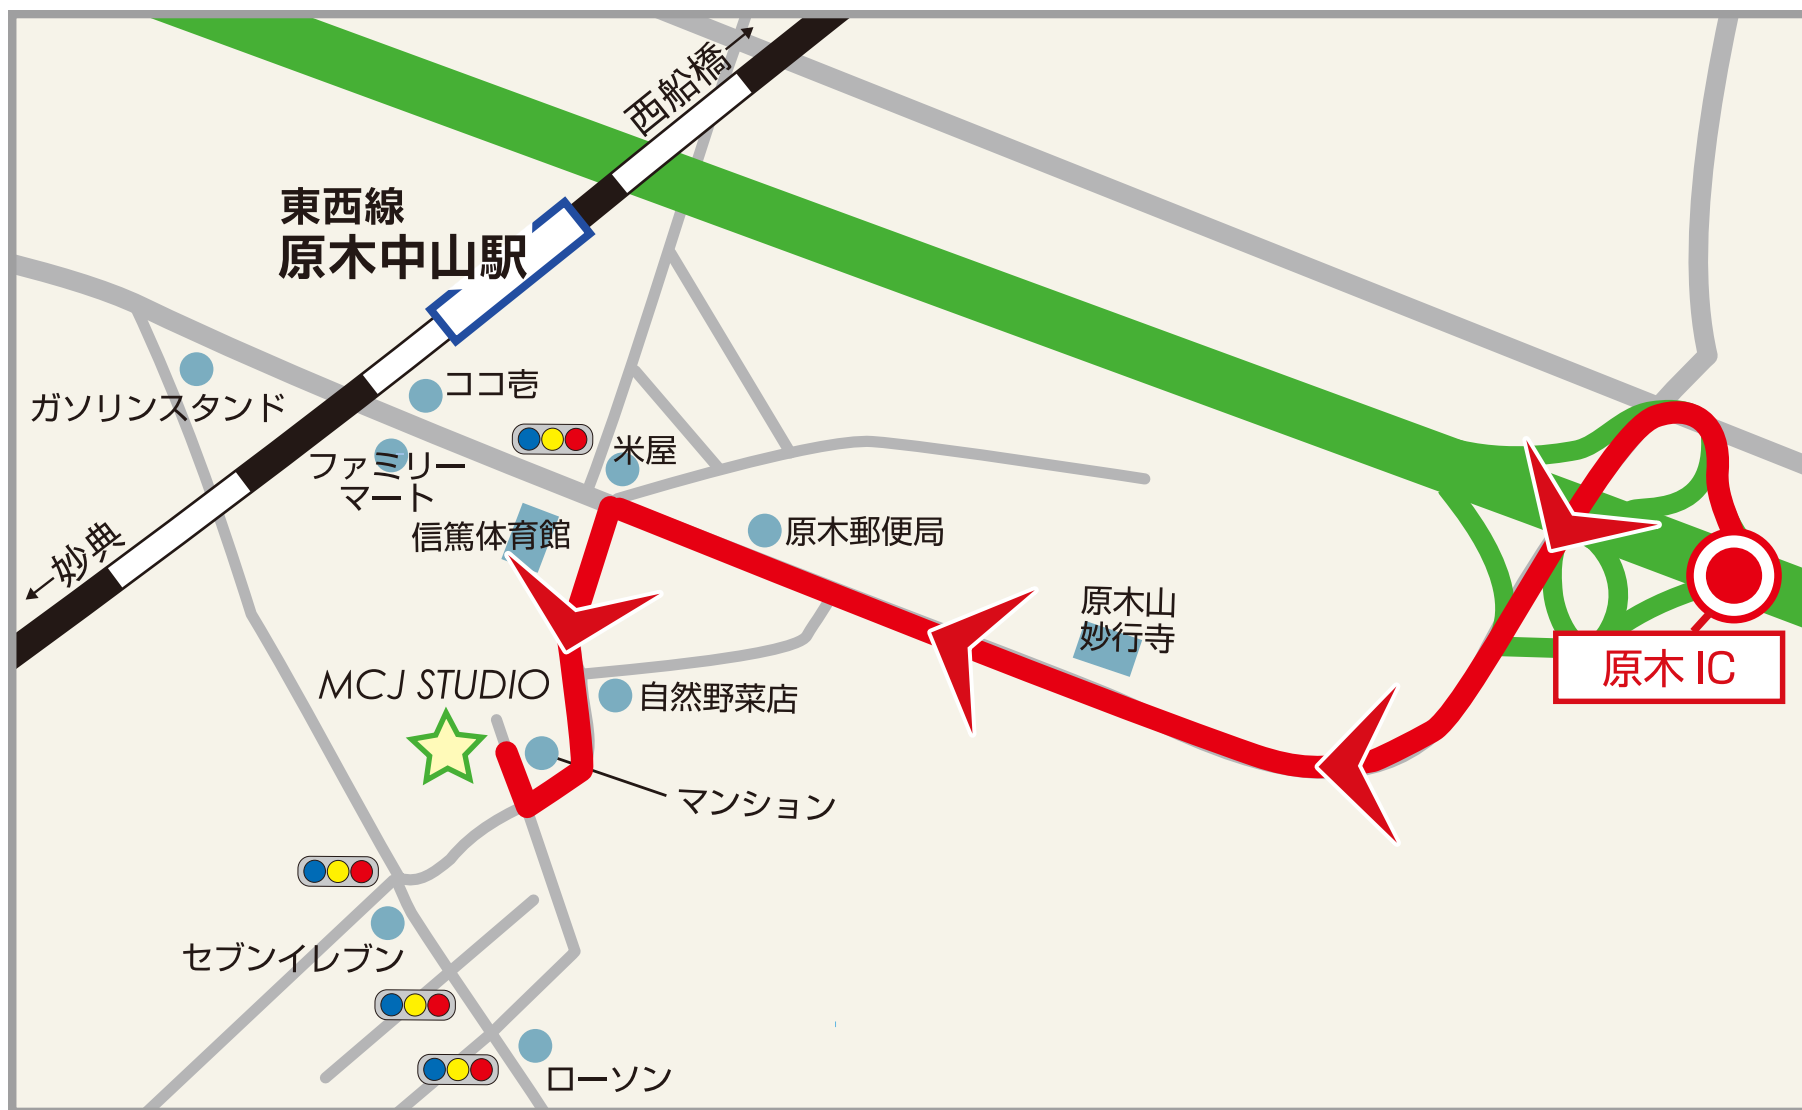 西船橋
東西線
原木中山駅
ココ壱
ガソリンスタンド
米屋
ファミリー
マート
信篤体育館
原木郵便局
←妙典
原木山
妙行寺
原木IC
MCJ STUDIO
自然野菜店
マンション
セブンイレブン
ローソン